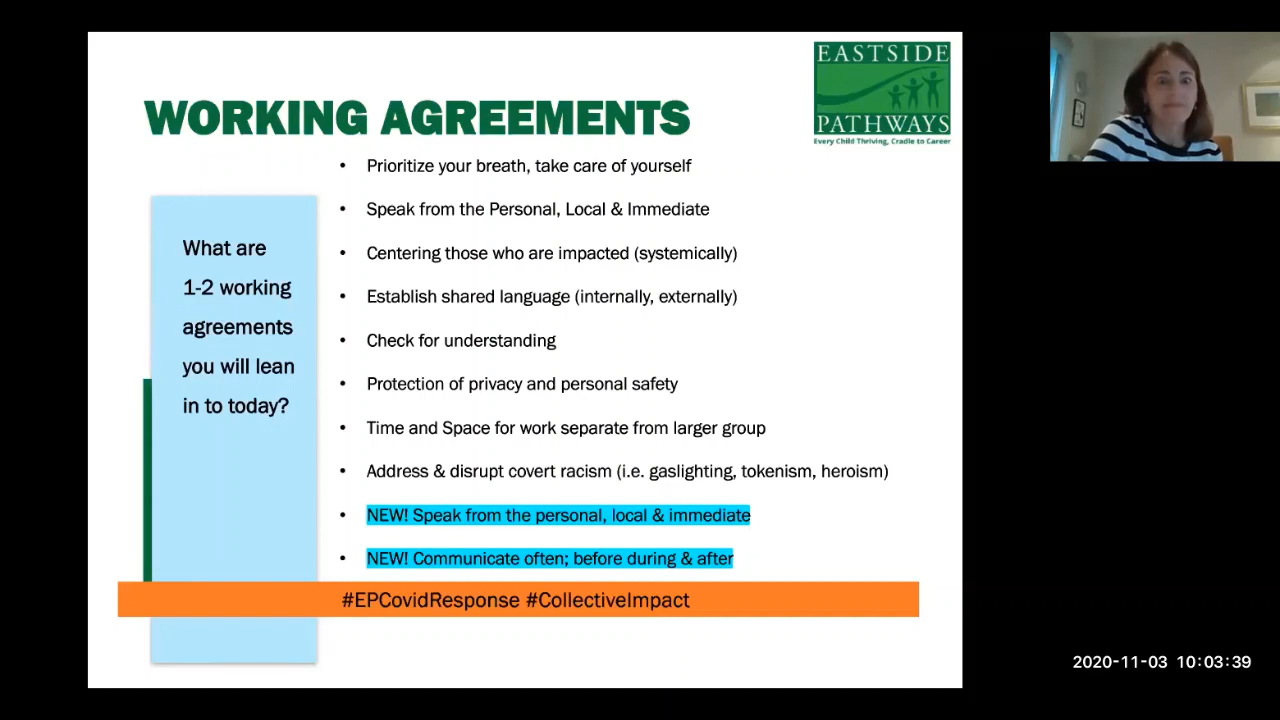 EASTSIDE
PATHWAYS
Every Child Thriving, Cradle to Career
WORKING AGREEMENTS
What are
1-2 working
agreements
you will lean
in to today?
• Prioritize your breath, take care of yourself
• Speak from the Personal, Local & Immediate
• Centering those who are impacted (systemically)
• Establish shared language (internally, externally)
• Check for understanding
• Protection of privacy and personal safety
• Time and Space for work separate from larger group
• Address & disrupt covert racism (i.e. gaslighting, tokenism, heroism)
• NEW! Speak from the personal, local & immediate
• NEW! Communicate often; before during & after
#EPCovidResponse #CollectiveImpact
2020-11-03 10:03:39